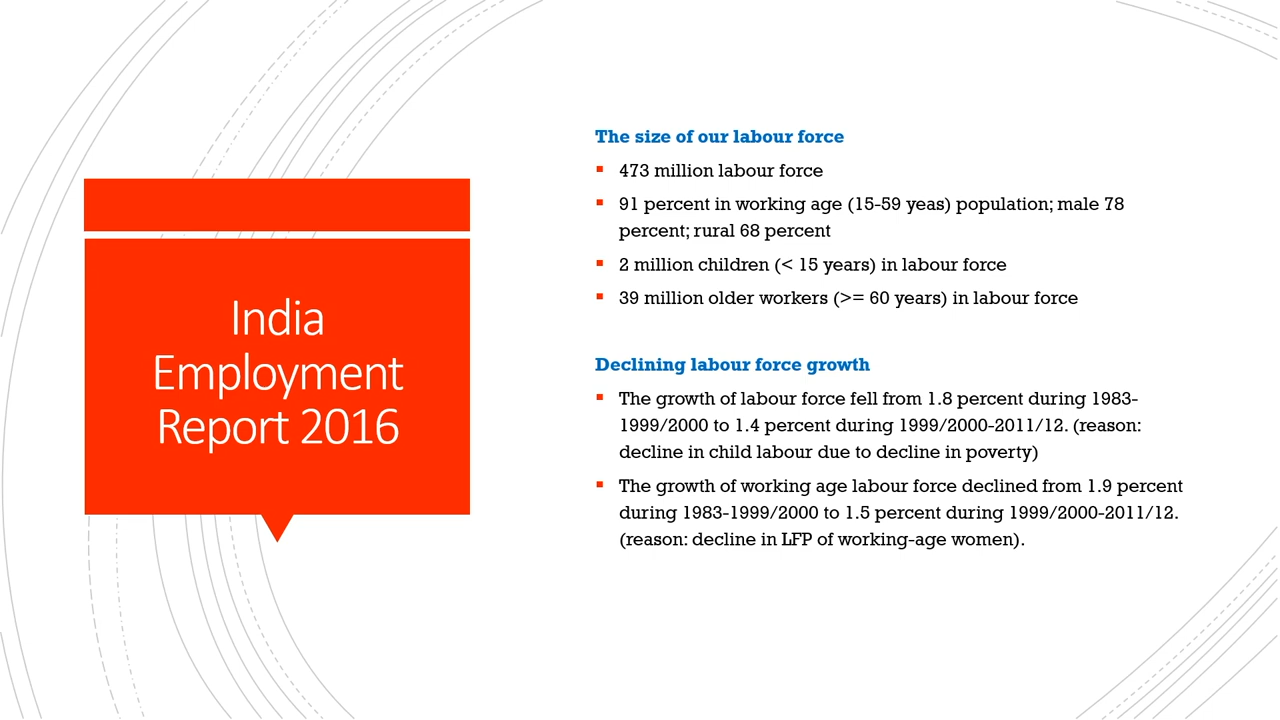 India
Employment
Report 2016
The size of our labour force
473 million labour force
91 percent in working age (15-59 yeas) population; male 78
percent; rural 68 percent
2 million children (< 15 years) in labour force
39 million older workers (>= 60 years) in labour force
Declining labour force growth
The growth of labour force fell from 1.8 percent during 1983-
1999/2000 to 1.4 percent during 1999/2000-2011/12. (reason:
decline in child labour due to decline in poverty)
The growth of working age labour force declined from 1.9 percent
during 1983-1999/2000 to 1.5 percent during 1999/2000-2011/12.
(reason: decline in LFP of working-age women).